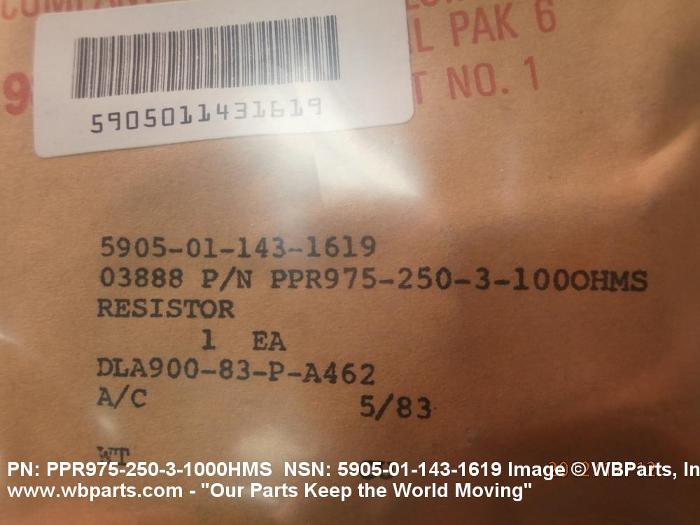 L PAK 6
T NO. 1
5905011431619
5905-01-143-1619
03888 P/N PPR975-250-3-100OHMS
RESISTOR
1 EA
DLA900-83-P-A462
A/C 5/83
WT
PN: PPR975-250-3-1000HMS NSN: 5905-01-143-1619 Image © WBParts, In
www.wbparts.com - "Our Parts Keep the World Moving"